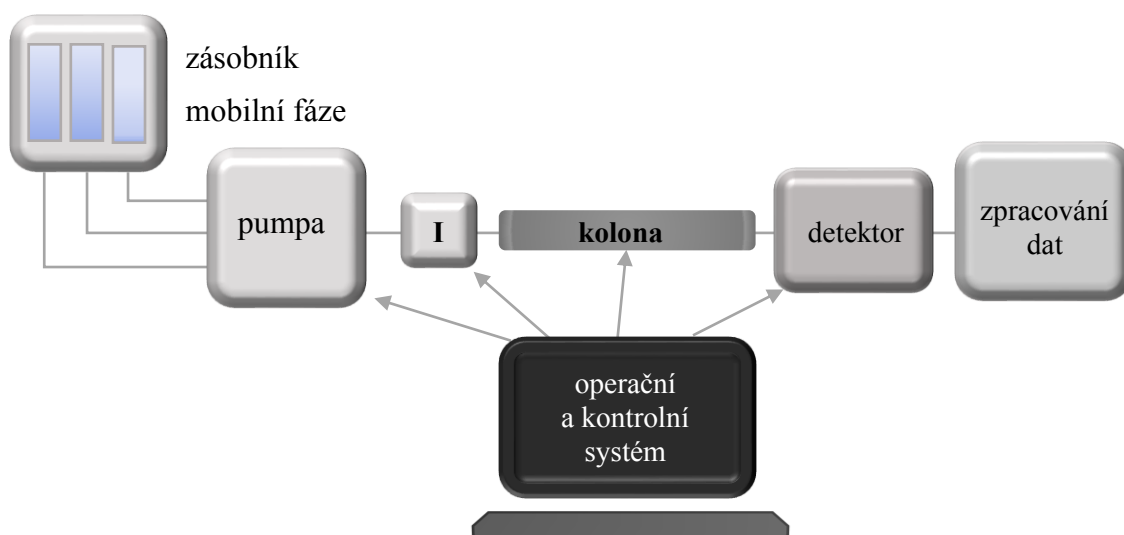 zásobník
mobilní fáze
pumpa
I
kolona
detektor
zpracování
dat
operační
a kontrolní
systém